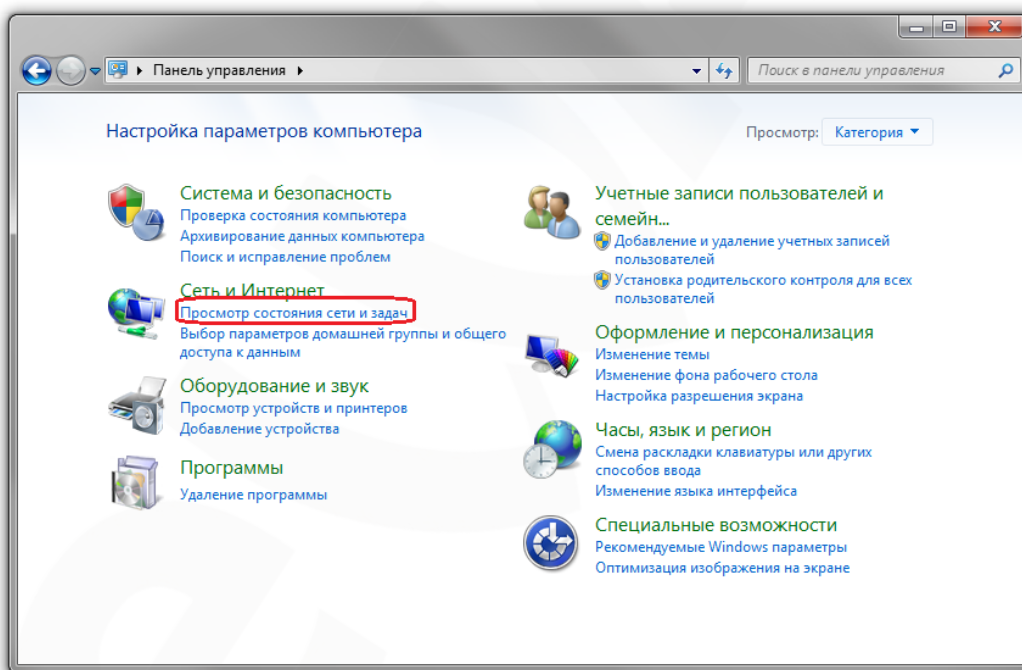 Панель управления
Поиск в панели управления
Настройка параметров компьютера
Просмотр: Категория
Система и безопасность
Проверка состояния компьютера
Архивирование данных компьютера
Поиск и исправление проблем
Сеть и Интернет
Просмотр состояния сети и задач
Выбор параметров домашней группы и общего
доступа к данным
Оборудование и звук
Просмотр устройств и принтеров
Добавление устройства
Программы
Удаление программы
Учетные записи пользователей и
семейн...
Добавление и удаление учетных записей
пользователей
Установка родительского контроля для всех
пользователей
Оформление и персонализация
Изменение темы
Изменение фона рабочего стола
Настройка разрешения экрана
Часы, язык и регион
Смена раскладки клавиатуры или других
способов ввода
Изменение языка интерфейса
Специальные возможности
Рекомендуемые Windows параметры
Оптимизация изображения на экране